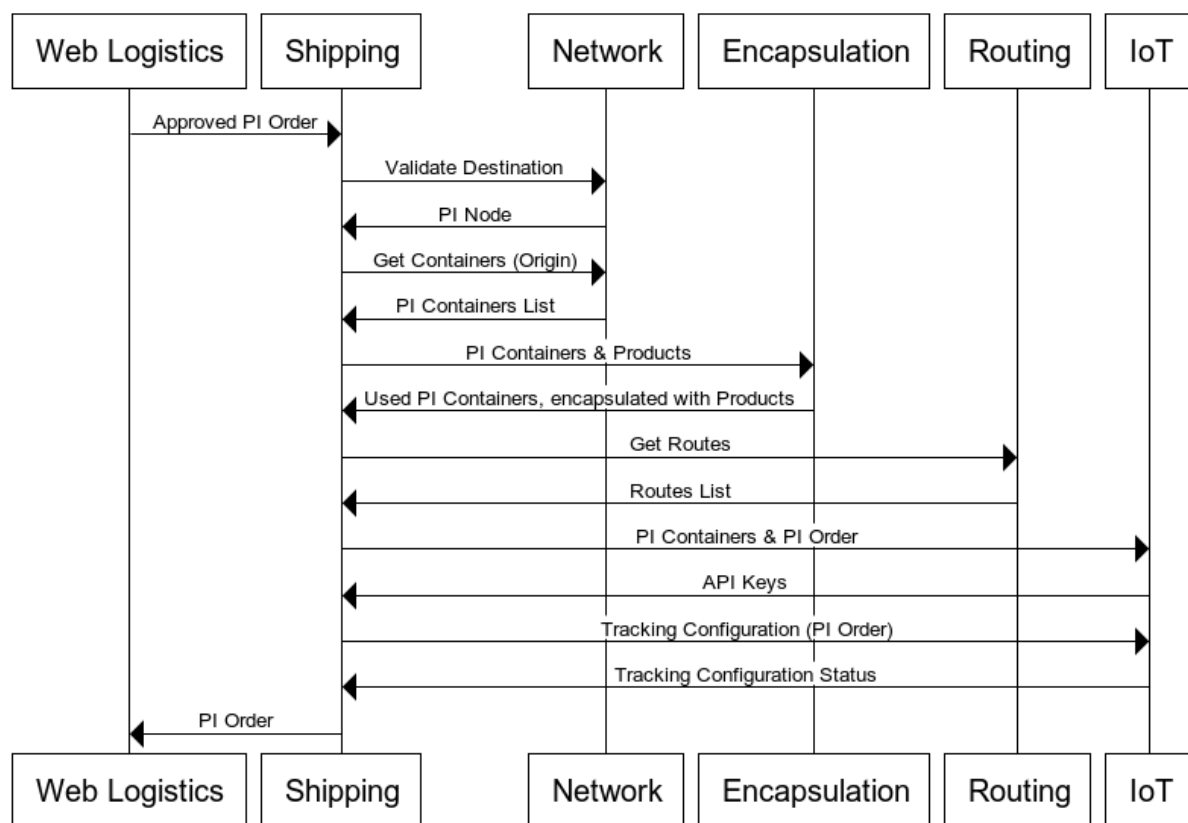 Web Logistics
Shipping
Network
Encapsulation
Routing
IoT
Approved PI Order
Validate Destination
PI Node
Get Containers (Origin)
PI Containers List
PI Containers & Products
Used PI Containers, encapsulated with Products
Get Routes
Routes List
PI Containers & PI Order
API Keys
Tracking Configuration (PI Order)
Tracking Configuration Status
PI Order
Web Logistics
Shipping
Network
Encapsulation
Routing
IoT